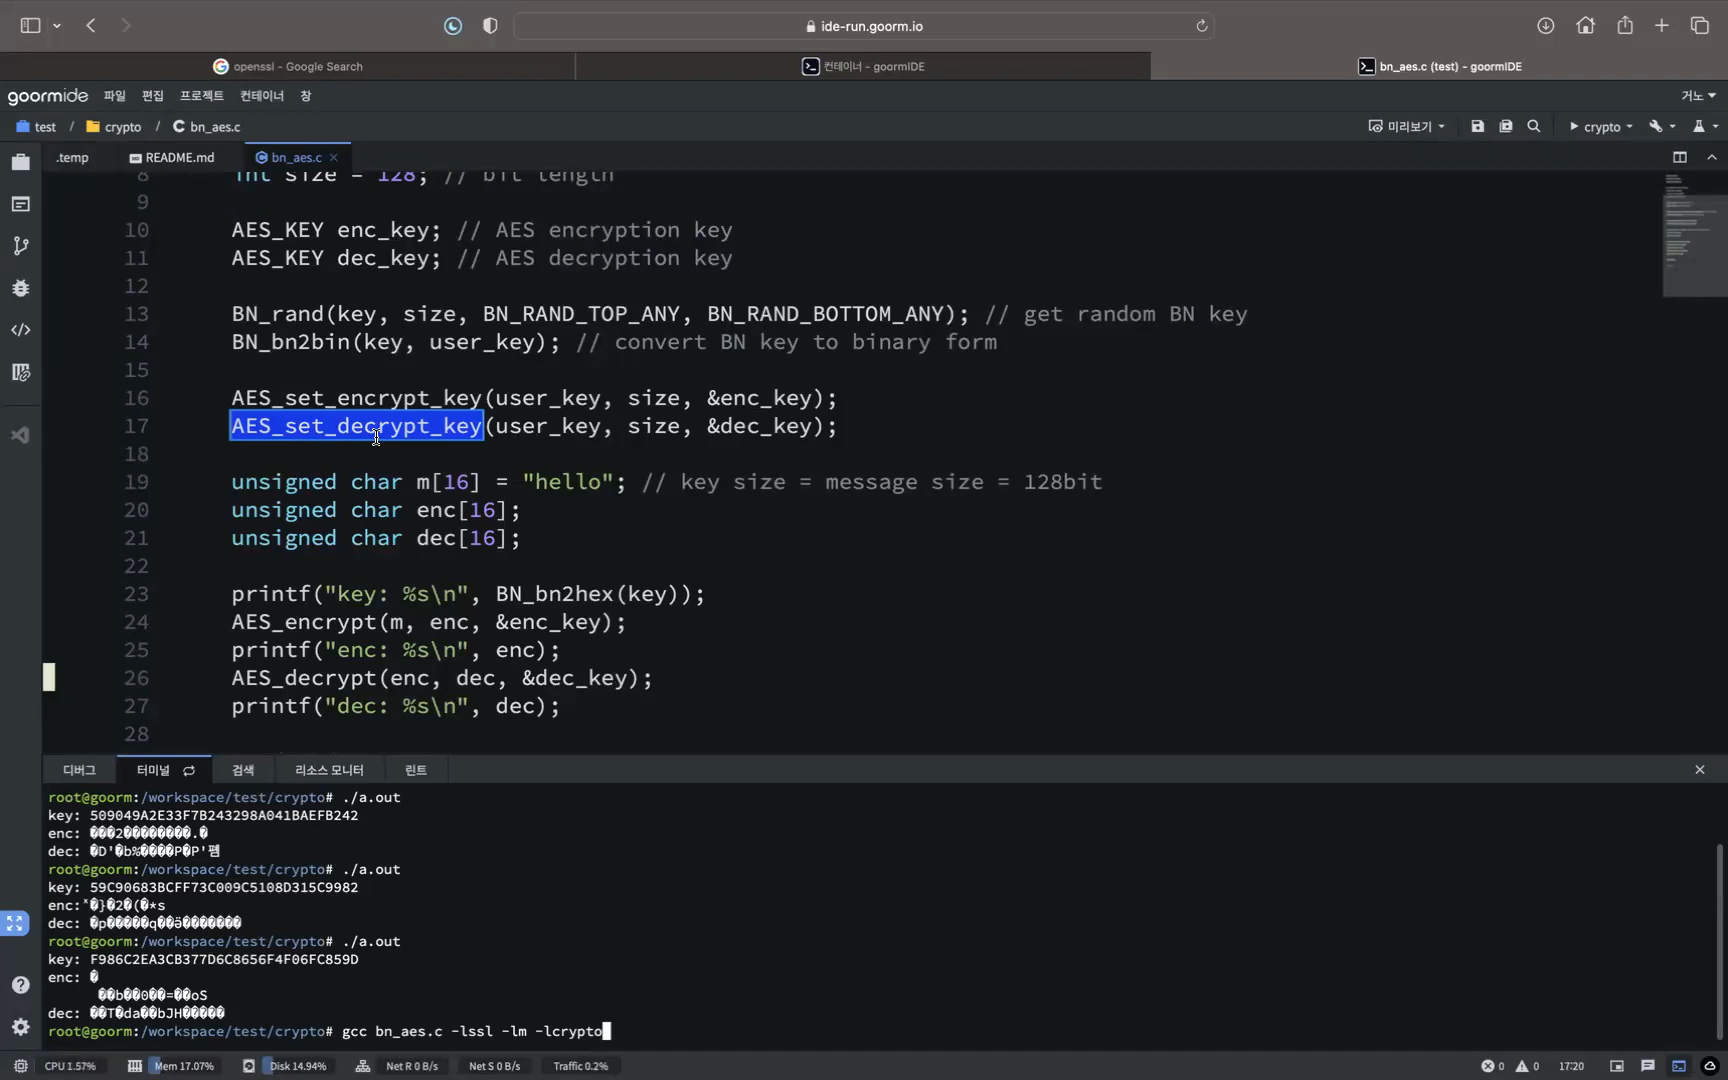 ide-run.goorm.io
openssl - Google Search
컨테이너 - goormIDE
bn_aes.c (test) - goormIDE
goormide 파일 편집 프로젝트 컨테이너 창 거노
test / crypto / bn_aes.c 미리보기 crypto
.temp README.md bn_aes.c
8 int size = 128; // bit length
9
10 AES_KEY enc_key; // AES encryption key
11 AES_KEY dec_key; // AES decryption key
12
13 BN_rand(key, size, BN_RAND_TOP_ANY, BN_RAND_BOTTOM_ANY); // get random BN key
14 BN_bn2bin(key, user_key); // convert BN key to binary form
15
16 AES_set_encrypt_key(user_key, size, &enc_key);
17 AES_set_decrypt_key(user_key, size, &dec_key);
18
19 unsigned char m[16] = "hello"; // key size = message size = 128bit
20 unsigned char enc[16];
21 unsigned char dec[16];
22
23 printf("key: %s\n", BN_bn2hex(key));
24 AES_encrypt(m, enc, &enc_key);
25 printf("enc: %s\n", enc);
26 AES_decrypt(enc, dec, &dec_key);
27 printf("dec: %s\n", dec);
28
디버그 터미널 검색 리소스 모니터 린트
root@goorm:/workspace/test/crypto# ./a.out
key: 509049A2E33F7B243298A041BAEFB242
enc: ���2��������.�
dec: �D'�b%����P�P'폠
root@goorm:/workspace/test/crypto# ./a.out
key: 59C90683BCFF73C009C5108D315C9982
enc: �}�2�(�*s
dec: �p�����q��ӛ�������
root@goorm:/workspace/test/crypto# ./a.out
key: F986C2EA3CB377D6C8656F4F06FC859D
enc: �
��b��0��=��oS
dec: ��T�da��bJH�����
root@goorm:/workspace/test/crypto# gcc bn_aes.c -lssl -lm -lcrypto
CPU 1.57% Mem 17.07% Disk 14.94% Net R 0 B/s Net S 0 B/s Traffic 0.2% 0 0 17:20